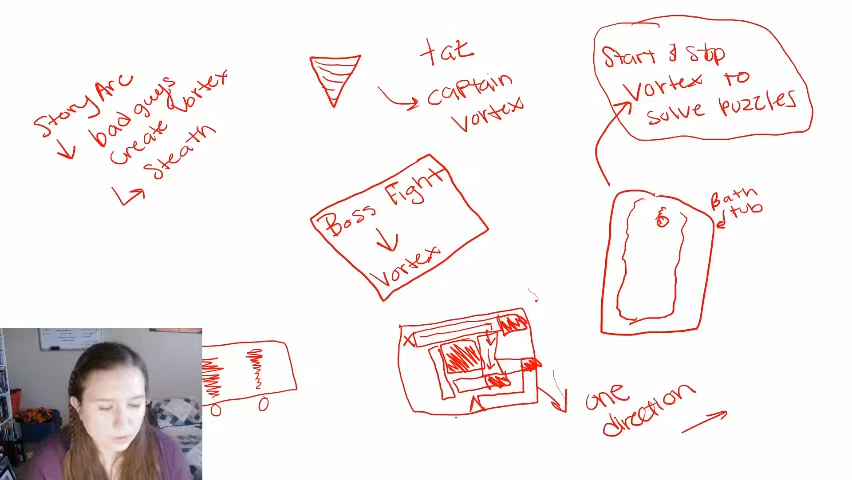 Story Arc
bad guys
create vortex
steath
tat
captain
vortex
Start & Stop
vortex to
solve puzzles
Boss Fight
Vortex
Bath
tub
one
direction